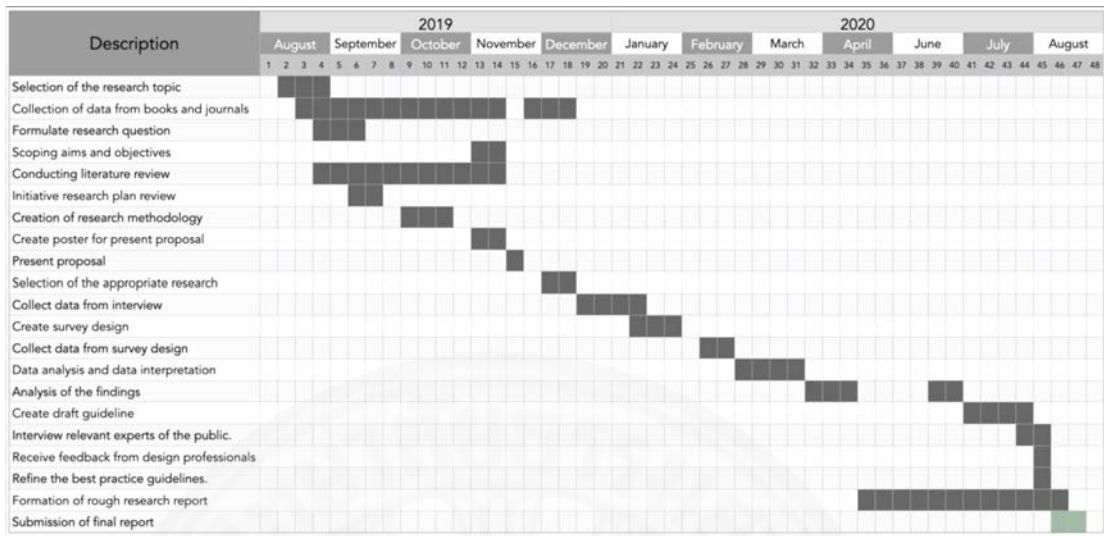 2019 2020
Description
August September October November December January February March April June July August
1 2 3 4 5 6 7 8 9 10 11 12 13 14 15 16 17 18 19 20 21 22 23 24 25 26 27 28 29 30 31 32 33 34 35 36 37 38 39 40 41 42 43 44 45 46 47 48
Selection of the research topic
Collection of data from books and journals
Formulate research question
Scoping aims and objectives
Conducting literature review
Initiative research plan review
Creation of research methodology
Create poster for present proposal
Present proposal
Selection of the appropriate research
Collect data from interview
Create survey design
Collect data from survey design
Data analysis and data interpretation
Analysis of the findings
Create draft guideline
Interview relevant experts of the public.
Receive feedback from design professionals
Refine the best practice guidelines.
Formation of rough research report
Submission of final report